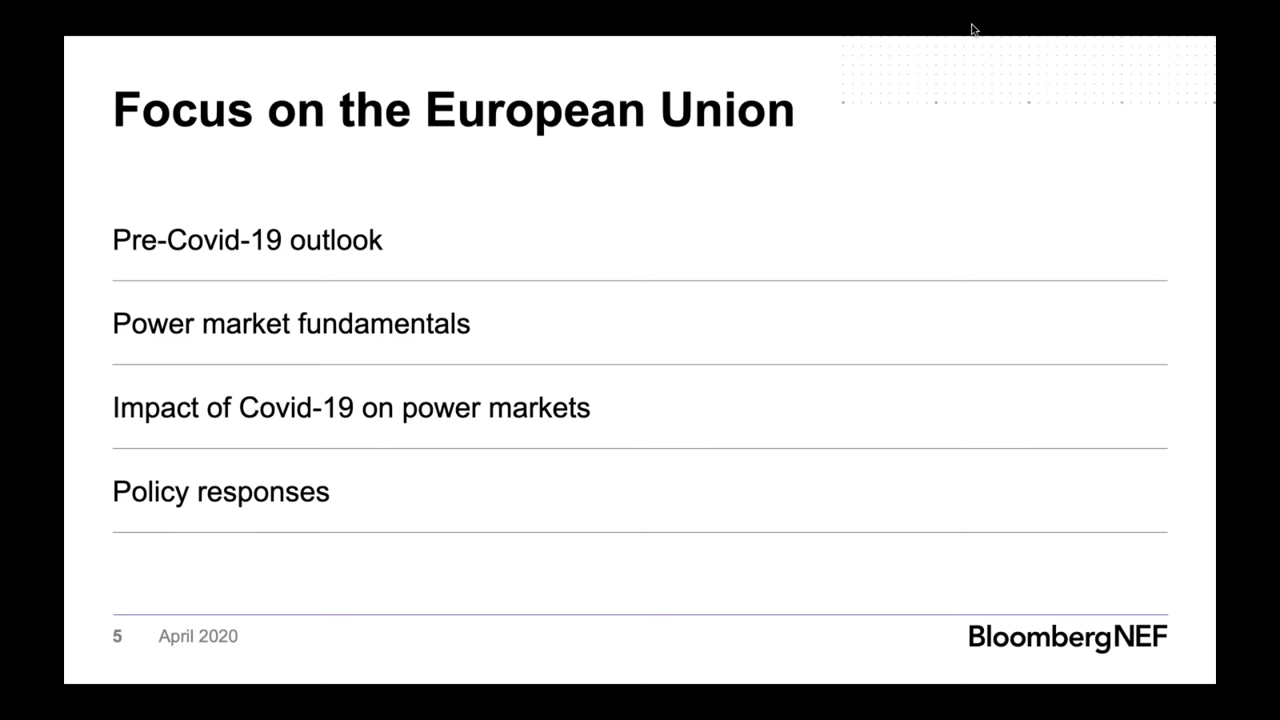 Focus on the European Union
Pre-Covid-19 outlook
Power market fundamentals
Impact of Covid-19 on power markets
Policy responses
5 April 2020
BloombergNEF